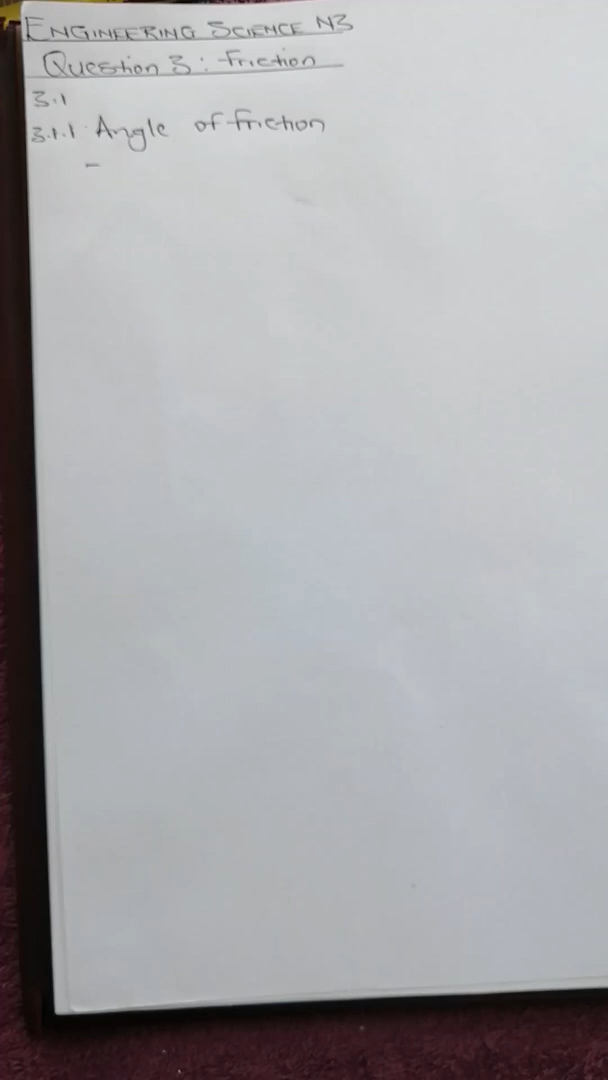 ENGINEERING SCIENCE N3
Question 3: Friction
3.1
3.1.1 Angle of friction
-